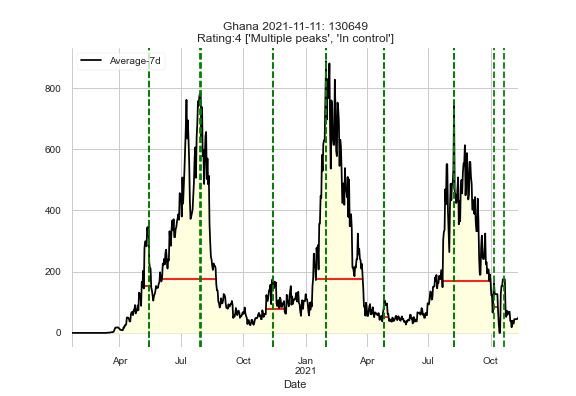 Ghana 2021-11-11: 130649
Rating:4 ['Multiple peaks', 'In control']
Average-7d
800
600
400
200
0
Apr Jul Oct Jan Apr Jul Oct
2021
Date